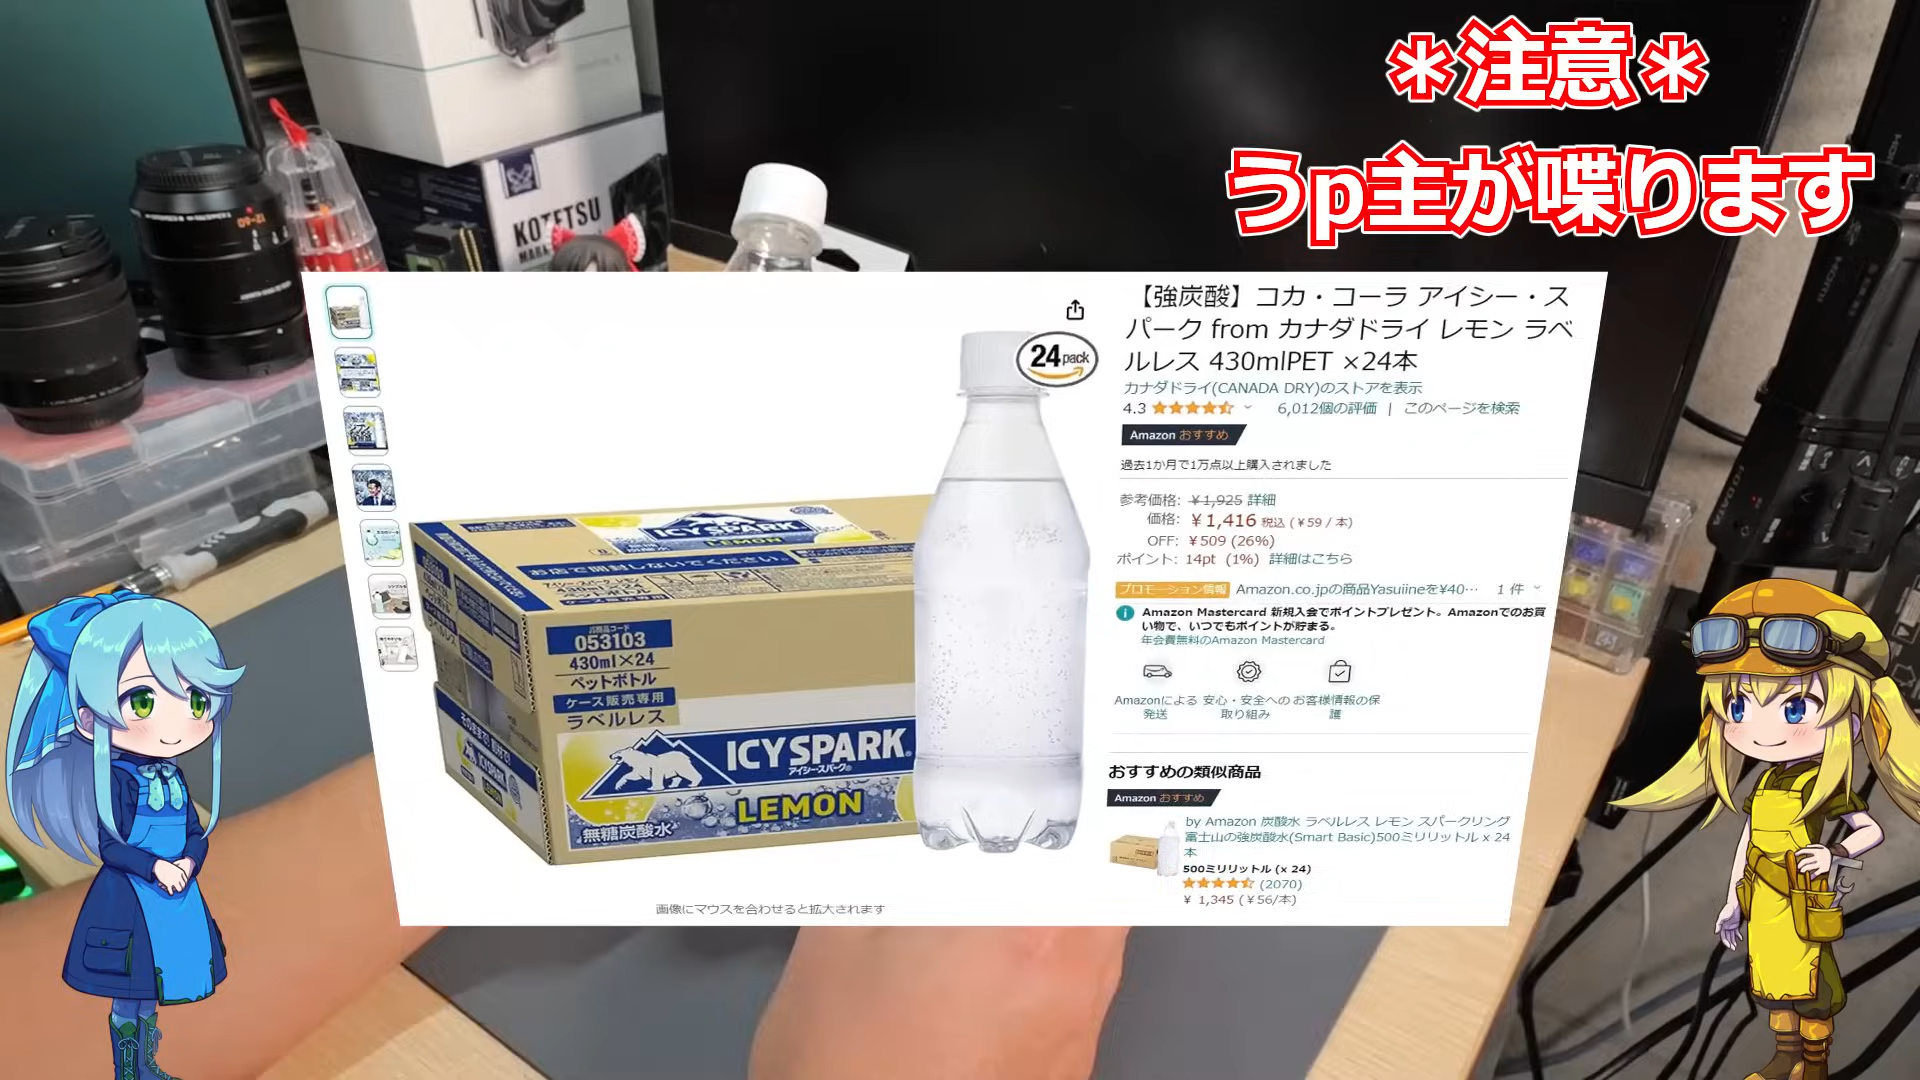 ＊注意＊
うp主が喋ります
KOTETSU
24 pack
【強炭酸】コカ・コーラ アイシー・ス
パーク from カナダドライ レモン ラベ
ルレス 430mlPET ×24本
カナダドライ(CANADA DRY)のストアを表示
4.3
6,012個の評価 | このページを検索
Amazon おすすめ
過去1か月で1万点以上購入されました
参考価格: ￥1,925 詳細
価格: ￥1,416 税込 (￥59 / 本)
OFF: ￥509 (26%)
ポイント: 14pt (1%) 詳細はこちら
プロモーション情報 Amazon.co.jpの商品Yasuiineを¥40… 1 件
Amazon Mastercard 新規入会でポイントプレゼント。Amazonでのお買
い物で、いつでもポイントが貯まる。
年会費無料のAmazon Mastercard
Amazonによる
発送
安心・安全への
取り組み
お客様情報の保
護
おすすめの類似商品
Amazon おすすめ
by Amazon 炭酸水 ラベルレス レモン スパークリング
富士山の強炭酸水(Smart Basic)500ミリリットル x 24
本
500ミリリットル (x 24)
(2070)
￥ 1,345 (￥56/本)
ICY SPARK
LEMON
お店で開封しないでください。
053103
430ml×24
ペットボトル
ケース販売専用
ラベルレス
ICY SPARK
アイシー・スパーク
LEMON
無糖炭酸水
画像にマウスを合わせると拡大されます